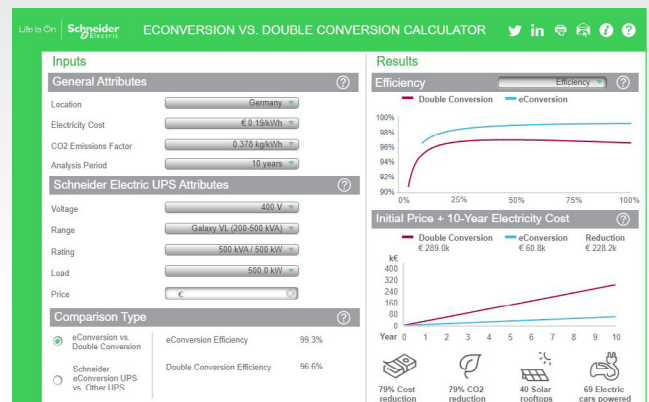 Life Is On
Schneider
Electric
ECONVERSION VS. DOUBLE CONVERSION CALCULATOR
Inputs
General Attributes
Location
Germany
Electricity Cost
€ 0.19/kWh
CO2 Emissions Factor
0.378 kg/kWh
Analysis Period
10 years
Schneider Electric UPS Attributes
Voltage
400 V
Range
Galaxy VL (200-500 kVA)
Rating
500 kVA / 500 kW
Load
500.0 kW
Price
€
Comparison Type
eConversion vs.
Double Conversion
eConversion Efficiency
99.3%
Double Conversion Efficiency
96.6%
Schneider
eConversion UPS
vs. Other UPS
Results
Efficiency
Efficiency
Double Conversion
eConversion
100%
98%
96%
94%
92%
90%
0%
25%
50%
75%
100%
Initial Price + 10-Year Electricity Cost
Double Conversion
€ 289.0k
eConversion
€ 60.8k
Reduction
€ 228.2k
k€
400
320
240
160
80
0
Year 0 1 2 3 4 5 6 7 8 9 10
79% Cost
reduction
79% CO2
reduction
40 Solar
rooftops
69 Electric
cars powered